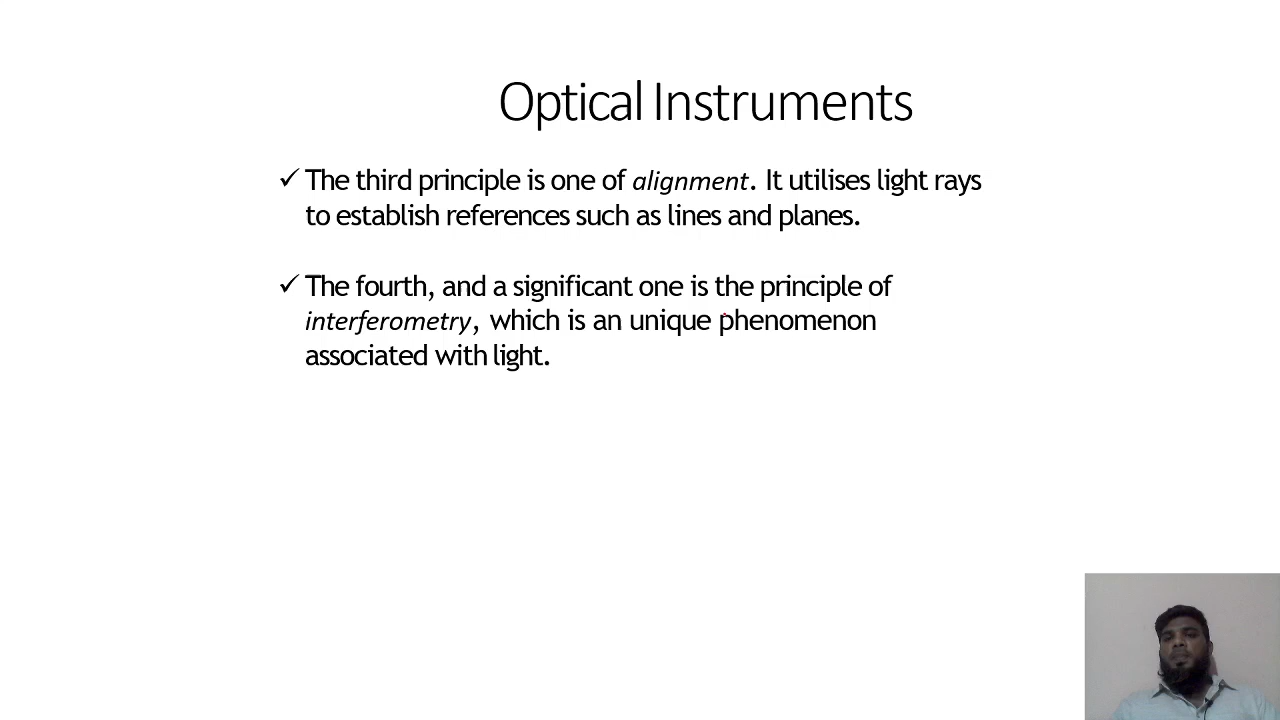 Optical Instruments
✓ The third principle is one of alignment. It utilises light rays
to establish references such as lines and planes.
✓ The fourth, and a significant one is the principle of
interferometry, which is an unique phenomenon
associated with light.